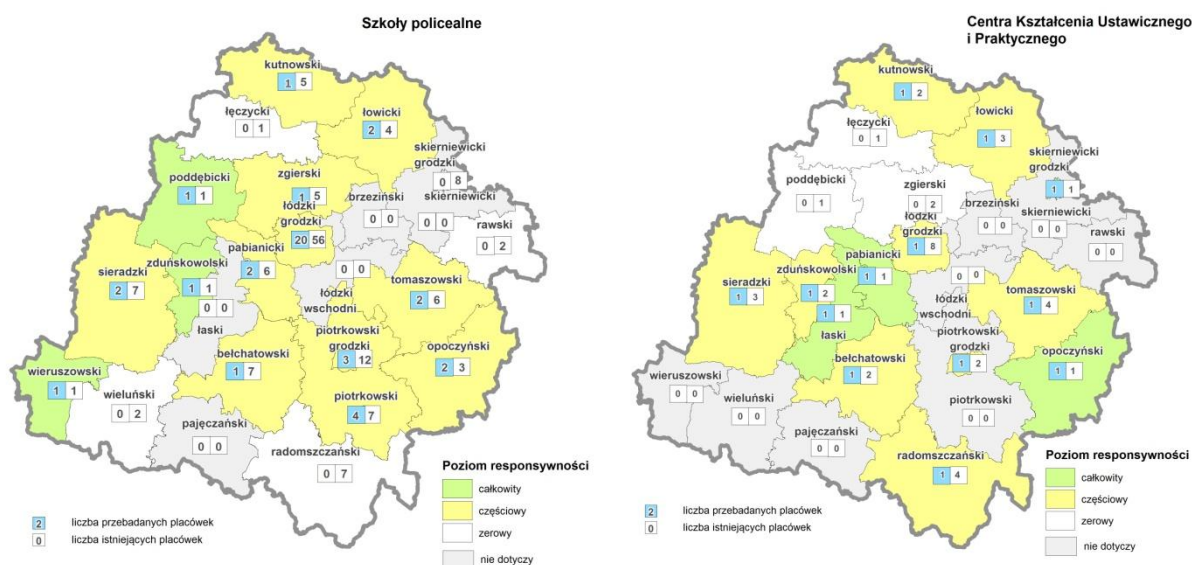 Szkoły policealne
kutnowski
1 5
łęczycki
0 1
łowicki
2 4
skierniewicki
grodzki
0 8
poddębicki
1 1
zgierski
1 5
łódzki
grodzki
20 56
brzeziński
0 0
skierniewicki
0 0
rawski
0 2
pabianicki
2 6
sieradzki
2 7
zduńskowolski
1 1
0 0
łaski
0 0
łódzki
wschodni
tomaszowski
2 6
piotrkowski
grodzki
3 12
opoczyński
2 3
bełchatowski
1 7
wieruszowski
1 1
wieluński
0 2
piotrkowski
4 7
pajęczański
0 0
radomszczański
0 7
2 liczba przebadanych placówek
0 liczba istniejących placówek
Poziom responsywności
całkowity
częściowy
zerowy
nie dotyczy
Centra Kształcenia Ustawicznego
i Praktycznego
kutnowski
1 2
łęczycki
0 1
łowicki
1 3
skierniewicki
grodzki
1 1
poddębicki
0 1
zgierski
0 2
łódzki
grodzki
1 8
brzeziński
0 0
skierniewicki
0 0
rawski
0 0
pabianicki
1 1
sieradzki
1 3
zduńskowolski
1 2
1 1
łaski
0 0
łódzki
wschodni
tomaszowski
1 4
piotrkowski
grodzki
1 2
opoczyński
1 1
bełchatowski
1 2
wieruszowski
0 0
wieluński
0 0
piotrkowski
0 0
pajęczański
0 0
radomszczański
1 4
2 liczba przebadanych placówek
0 liczba istniejących placówek
Poziom responsywności
całkowity
częściowy
zerowy
nie dotyczy